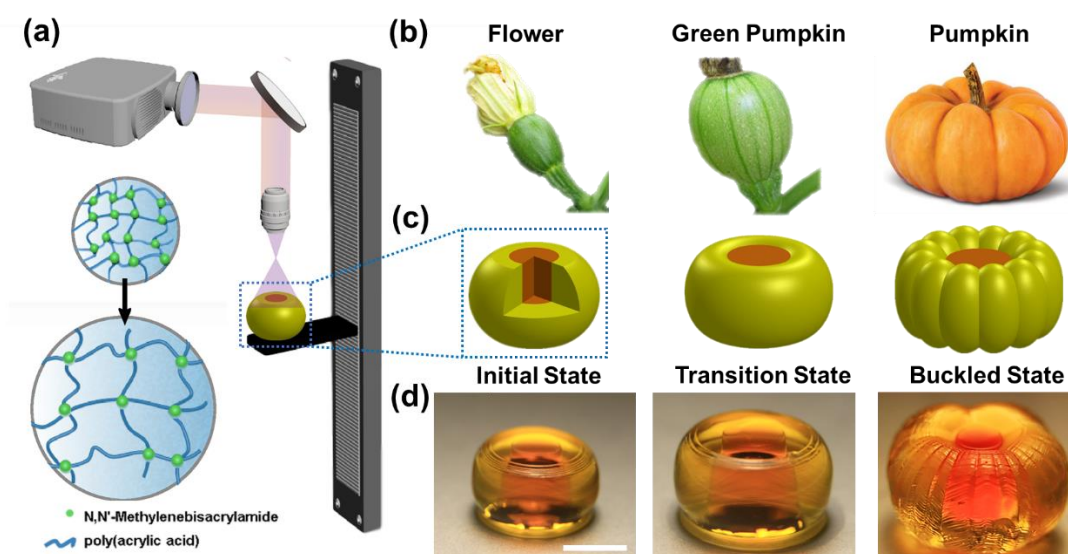 (a)
(b)
Flower
Green Pumpkin
Pumpkin
(c)
Initial State
Transition State
Buckled State
(d)
N,N'-Methylenebisacrylamide
poly(acrylic acid)